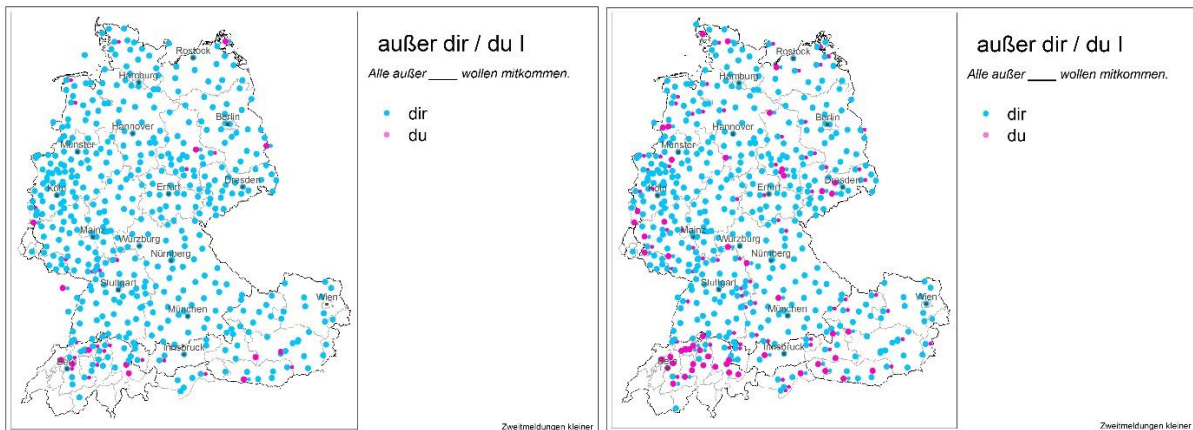 außer dir / du I
Alle außer ____ wollen mitkommen.
dir
du
Rostock
Hamburg
Berlin
Hannover
Münster
Köln
Erfurt
Dresden
Mainz
Würzburg
Nürnberg
Stuttgart
Wien
München
Innsbruck
Bern
Zweitmeldungen kleiner
außer dir / du I
Alle außer ____ wollen mitkommen.
dir
du
Rostock
Hamburg
Berlin
Hannover
Münster
Köln
Erfurt
Dresden
Mainz
Würzburg
Nürnberg
Stuttgart
Wien
München
Innsbruck
Bern
Zweitmeldungen kleiner